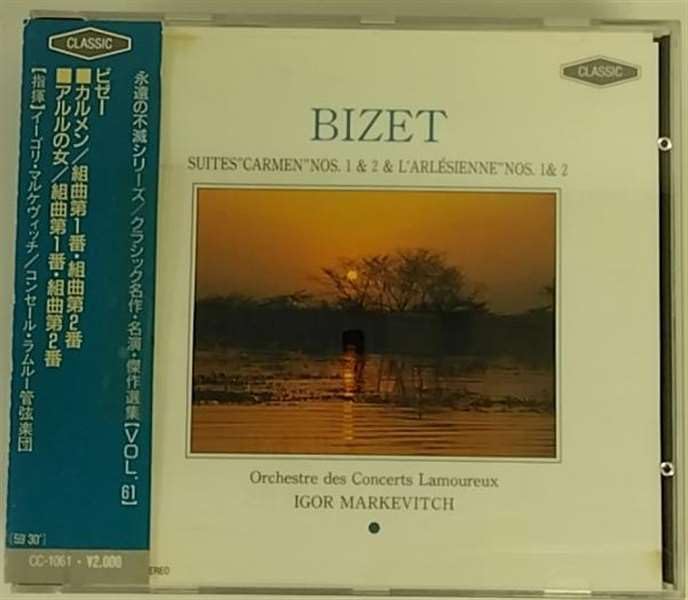 CLASSIC
永遠の不滅シリーズ/クラシック名作・名演・傑作選集【VOL.61】
ビゼー
■カルメン/組曲第1番・組曲第2番
■アルルの女/組曲第1番・組曲第2番
【指揮】イーゴリ・マルケヴィッチ/コンセール・ラムルー管弦楽団
[59'30"]
CC-1061・¥2,000
CLASSIC
BIZET
SUITES"CARMEN"NOS. 1 & 2 & L'ARLÉSIENNE"NOS. 1& 2
Orchestre des Concerts Lamoureux
IGOR MARKEVITCH
EREO